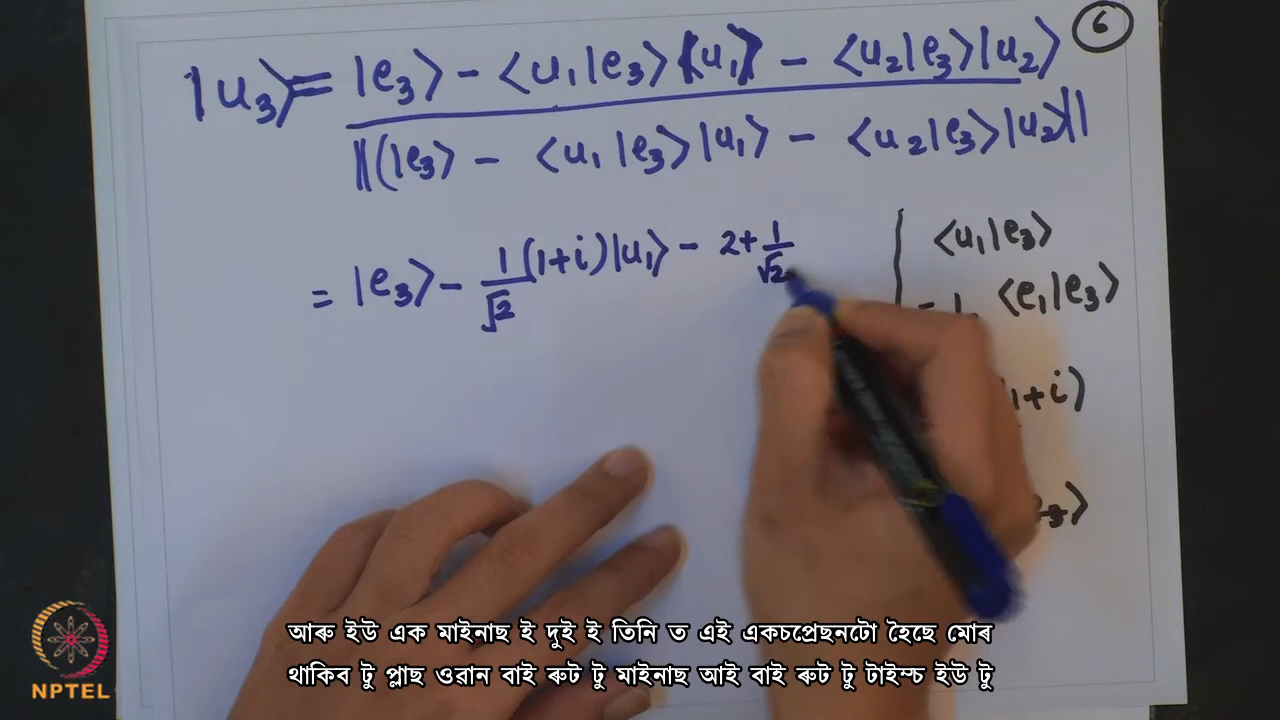 6
|u₃⟩ = |e₃⟩ - ⟨u₁|e₃⟩ |u₁⟩ - ⟨u₂|e₃⟩|u₂⟩
||(|e₃⟩ - ⟨u₁|e₃⟩|u₁⟩ - ⟨u₂|e₃⟩|u₂⟩||
= |e₃⟩ - 1/√2 (1+i)|u₁⟩ - 2+1/√2
⟨u₁|e₃⟩
⟨e₁|e₃⟩
1+i)
আৰু ইউ এক মাইনাছ ই দুই ই তিনি ত এই একচপ্ৰেছনটো হৈছে মোৰ
থাকিব টু প্লাছ ওৱান বাই ৰুট টু মাইনাছ আই বাই ৰুট টু টাইম্চ ইউ টু
NPTEL